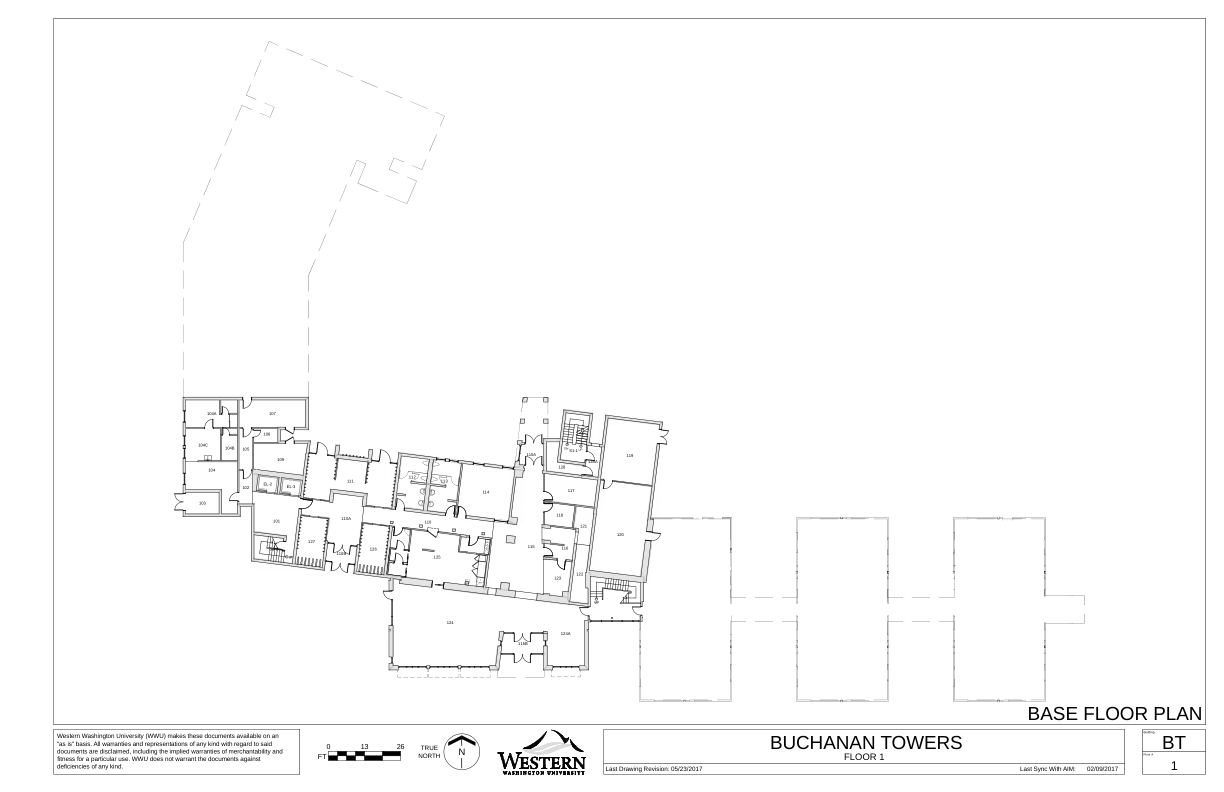 104A
107
106
104C
104B
105
109
104
102
103
EL-2
EL-3
101
111
110A
127
126
112
113
114
110
125
115A
128
117
118
121
115
116
120
119
122
123
124
124A
115B
UP
BASE FLOOR PLAN
Western Washington University (WWU) makes these documents available on an
"as is" basis. All warranties and representations of any kind with regard to said
documents are disclaimed, including the implied warranties of merchantability and
fitness for a particular use. WWU does not warrant the documents against
deficiencies of any kind.
0 13 26
FT
TRUE
NORTH
N
WESTERN
WASHINGTON UNIVERSITY
BUCHANAN TOWERS
FLOOR 1
Last Drawing Revision: 05/23/2017
Last Sync With AIM: 02/09/2017
Building
BT
Floor #
1